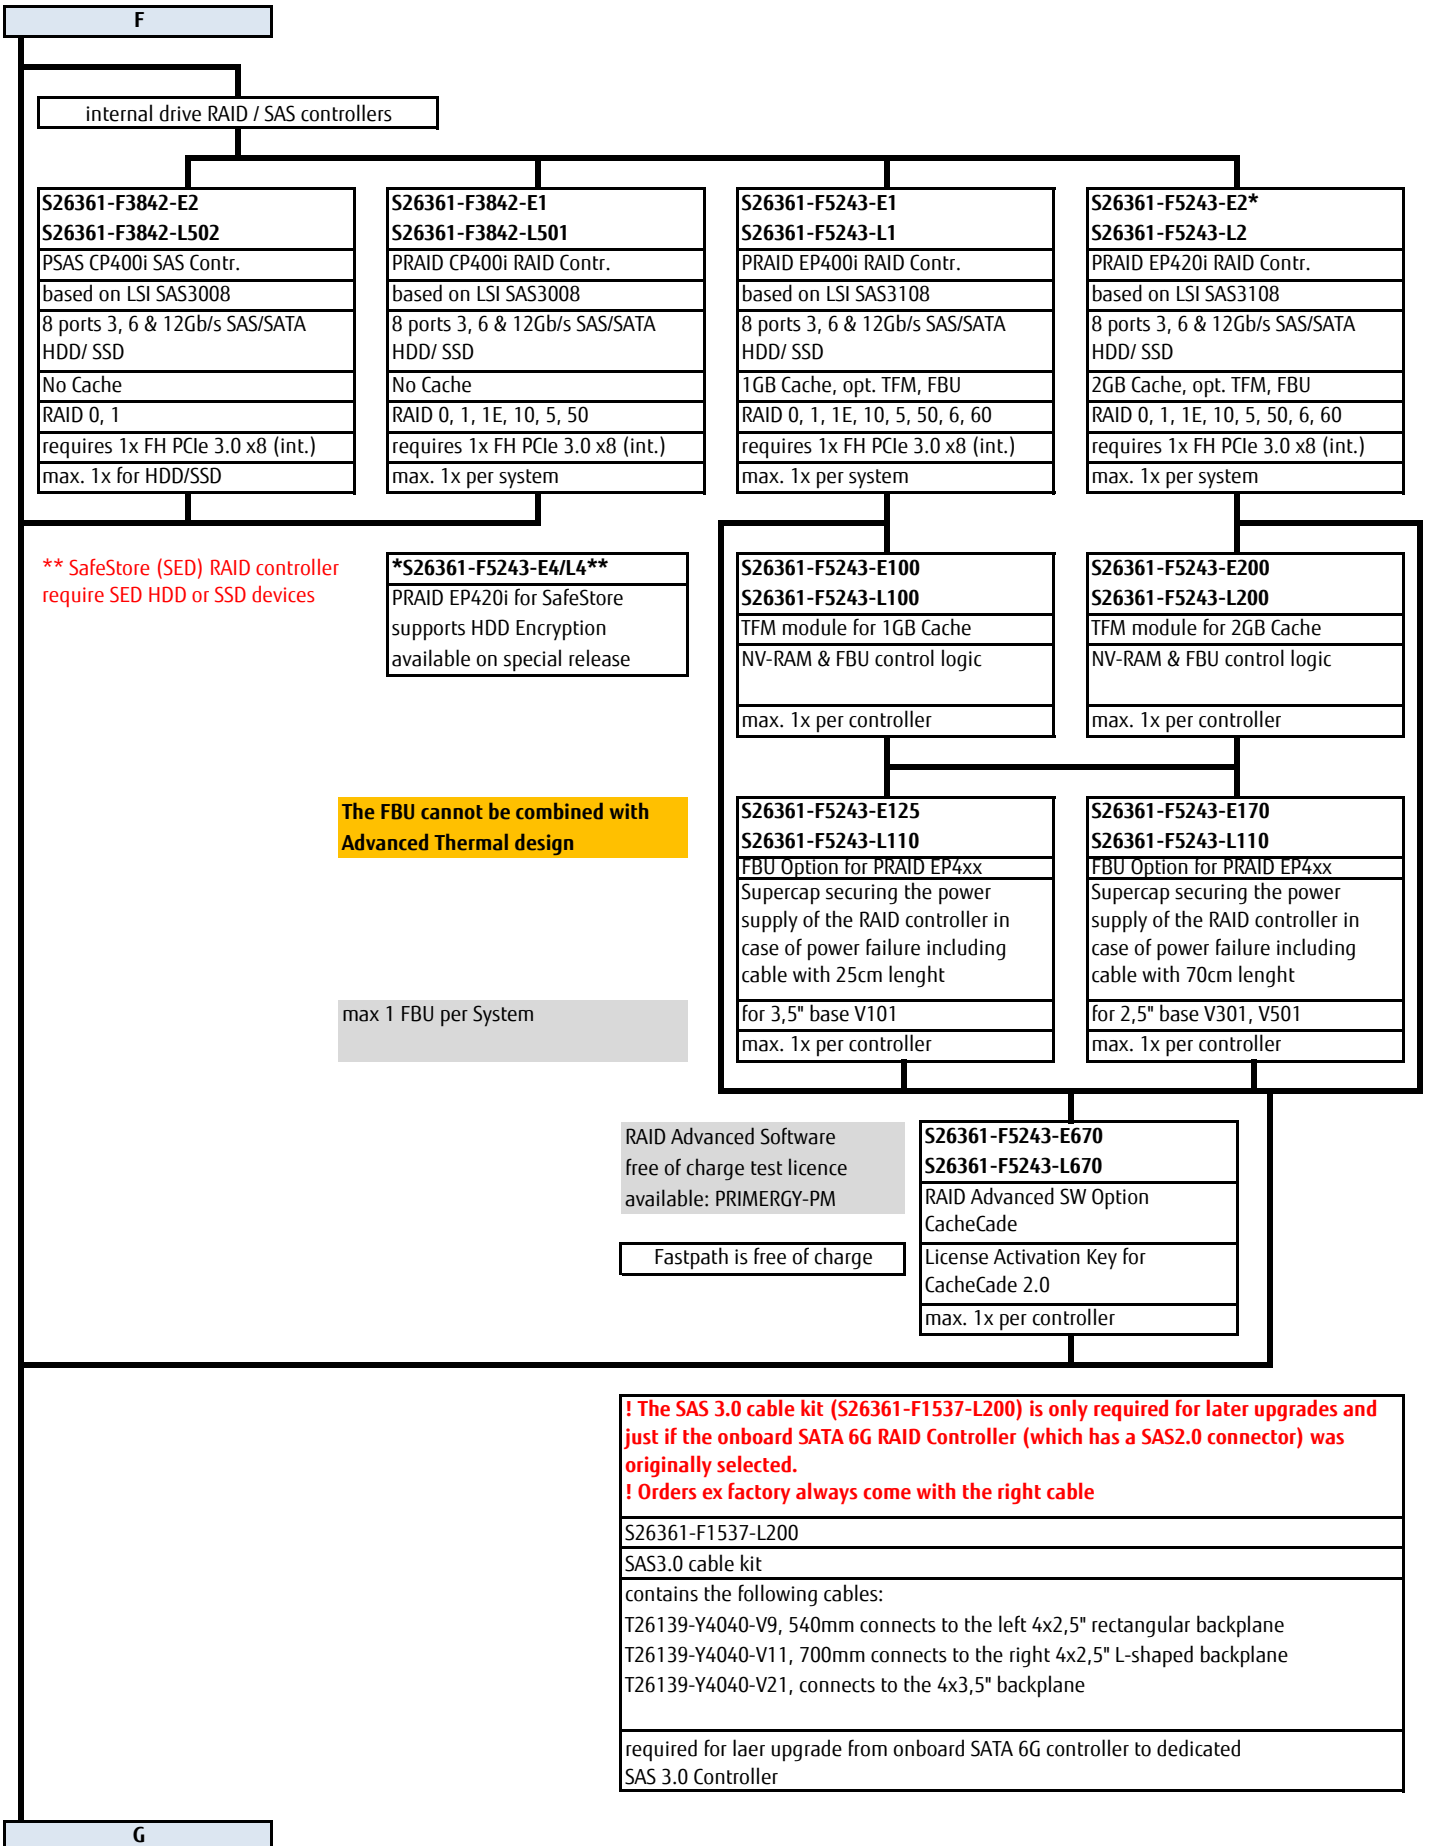 F
internal drive RAID / SAS controllers
S26361-F3842-E2
S26361-F3842-L502
PSAS CP400i SAS Contr.
based on LSI SAS3008
8 ports 3, 6 & 12Gb/s SAS/SATA
HDD/ SSD
No Cache
RAID 0, 1
requires 1x FH PCIe 3.0 x8 (int.)
max. 1x for HDD/SSD
S26361-F3842-E1
S26361-F3842-L501
PRAID CP400i RAID Contr.
based on LSI SAS3008
8 ports 3, 6 & 12Gb/s SAS/SATA
HDD/ SSD
No Cache
RAID 0, 1, 1E, 10, 5, 50
requires 1x FH PCIe 3.0 x8 (int.)
max. 1x per system
S26361-F5243-E1
S26361-F5243-L1
PRAID EP400i RAID Contr.
based on LSI SAS3108
8 ports 3, 6 & 12Gb/s SAS/SATA
HDD/ SSD
1GB Cache, opt. TFM, FBU
RAID 0, 1, 1E, 10, 5, 50, 6, 60
requires 1x FH PCIe 3.0 x8 (int.)
max. 1x per system
S26361-F5243-E2*
S26361-F5243-L2
PRAID EP420i RAID Contr.
based on LSI SAS3108
8 ports 3, 6 & 12Gb/s SAS/SATA
HDD/ SSD
2GB Cache, opt. TFM, FBU
RAID 0, 1, 1E, 10, 5, 50, 6, 60
requires 1x FH PCIe 3.0 x8 (int.)
max. 1x per system
** SafeStore (SED) RAID controller
require SED HDD or SSD devices
*S26361-F5243-E4/L4**
PRAID EP420i for SafeStore
supports HDD Encryption
available on special release
S26361-F5243-E100
S26361-F5243-L100
TFM module for 1GB Cache
NV-RAM & FBU control logic
max. 1x per controller
S26361-F5243-E200
S26361-F5243-L200
TFM module for 2GB Cache
NV-RAM & FBU control logic
max. 1x per controller
The FBU cannot be combined with
Advanced Thermal design
max 1 FBU per System
S26361-F5243-E125
S26361-F5243-L110
FBU Option for PRAID EP4xx
Supercap securing the power
supply of the RAID controller in
case of power failure including
cable with 25cm lenght
for 3,5" base V101
max. 1x per controller
S26361-F5243-E170
S26361-F5243-L110
FBU Option for PRAID EP4xx
Supercap securing the power
supply of the RAID controller in
case of power failure including
cable with 70cm lenght
for 2,5" base V301, V501
max. 1x per controller
RAID Advanced Software
free of charge test licence
available: PRIMERGY-PM
Fastpath is free of charge
S26361-F5243-E670
S26361-F5243-L670
RAID Advanced SW Option
CacheCade
License Activation Key for
CacheCade 2.0
max. 1x per controller
! The SAS 3.0 cable kit (S26361-F1537-L200) is only required for later upgrades and
just if the onboard SATA 6G RAID Controller (which has a SAS2.0 connector) was
originally selected.
! Orders ex factory always come with the right cable
S26361-F1537-L200
SAS3.0 cable kit
contains the following cables:
T26139-Y4040-V9, 540mm connects to the left 4x2,5" rectangular backplane
T26139-Y4040-V11, 700mm connects to the right 4x2,5" L-shaped backplane
T26139-Y4040-V21, connects to the 4x3,5" backplane
required for laer upgrade from onboard SATA 6G controller to dedicated
SAS 3.0 Controller
G